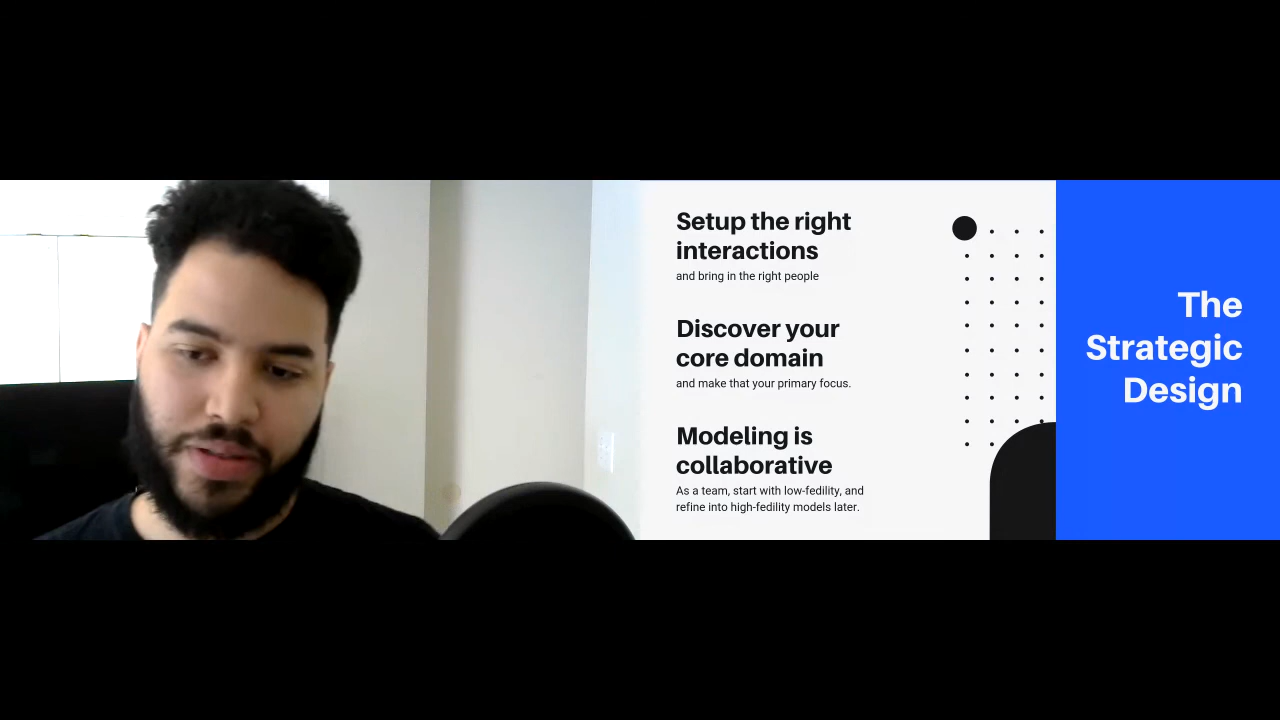 Setup the right
interactions
and bring in the right people
Discover your
core domain
and make that your primary focus.
Modeling is
collaborative
As a team, start with low-fedility, and
refine into high-fedility models later.
The
Strategic
Design